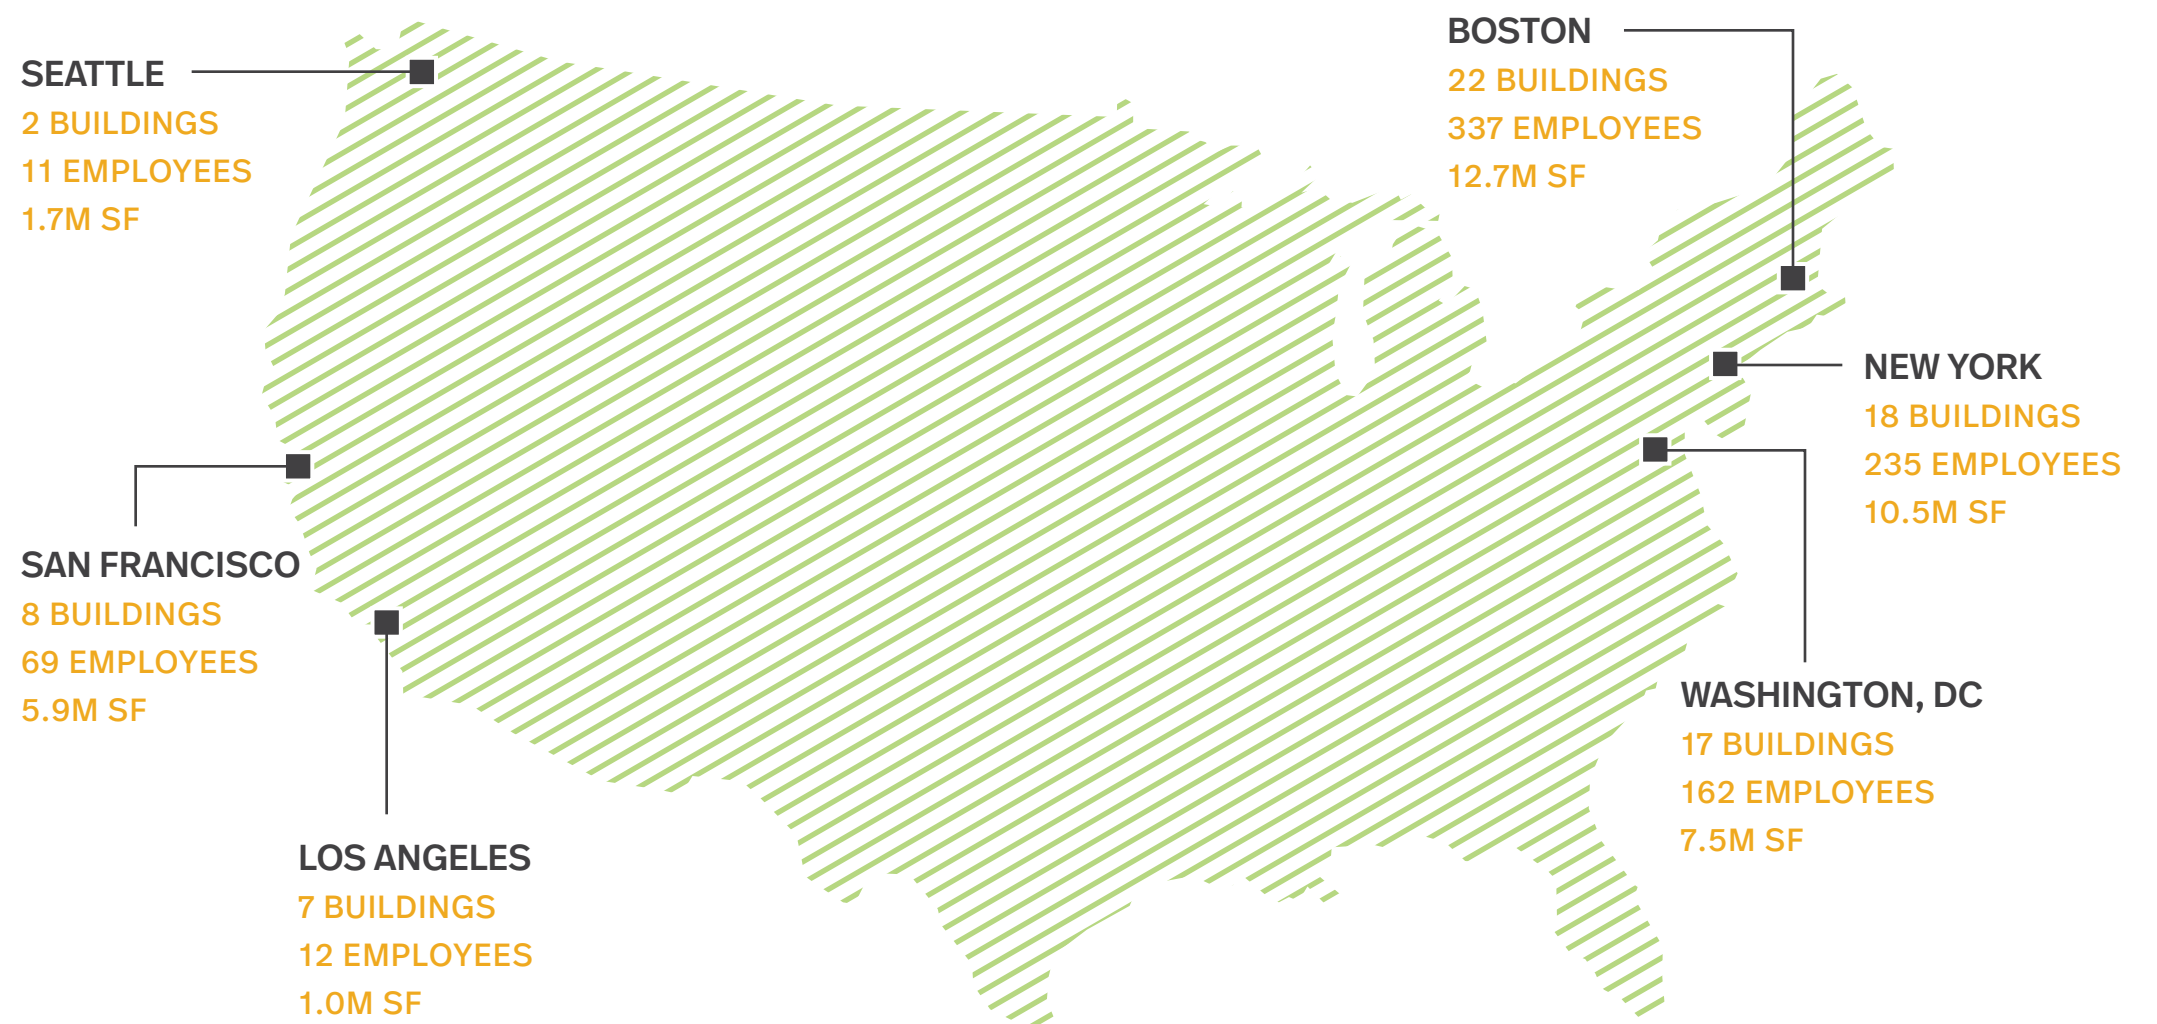 SEATTLE
2 BUILDINGS
11 EMPLOYEES
1.7M SF
BOSTON
22 BUILDINGS
337 EMPLOYEES
12.7M SF
NEW YORK
18 BUILDINGS
235 EMPLOYEES
10.5M SF
SAN FRANCISCO
8 BUILDINGS
69 EMPLOYEES
5.9M SF
WASHINGTON, DC
17 BUILDINGS
162 EMPLOYEES
7.5M SF
LOS ANGELES
7 BUILDINGS
12 EMPLOYEES
1.0M SF